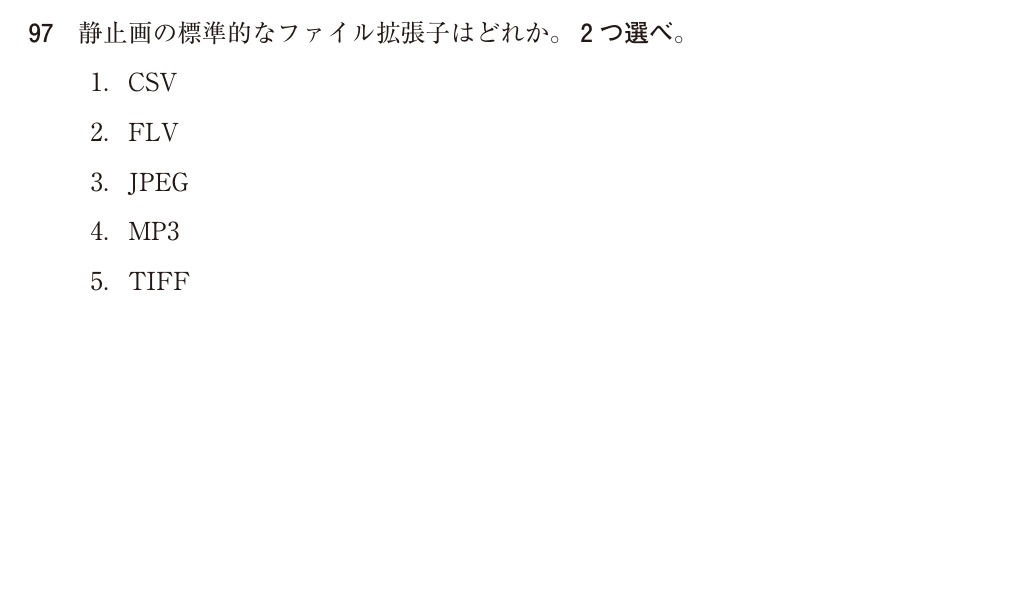 97 静止画の標準的なファイル拡張子はどれか。2 つ選べ。
1. CSV
2. FLV
3. JPEG
4. MP3
5. TIFF